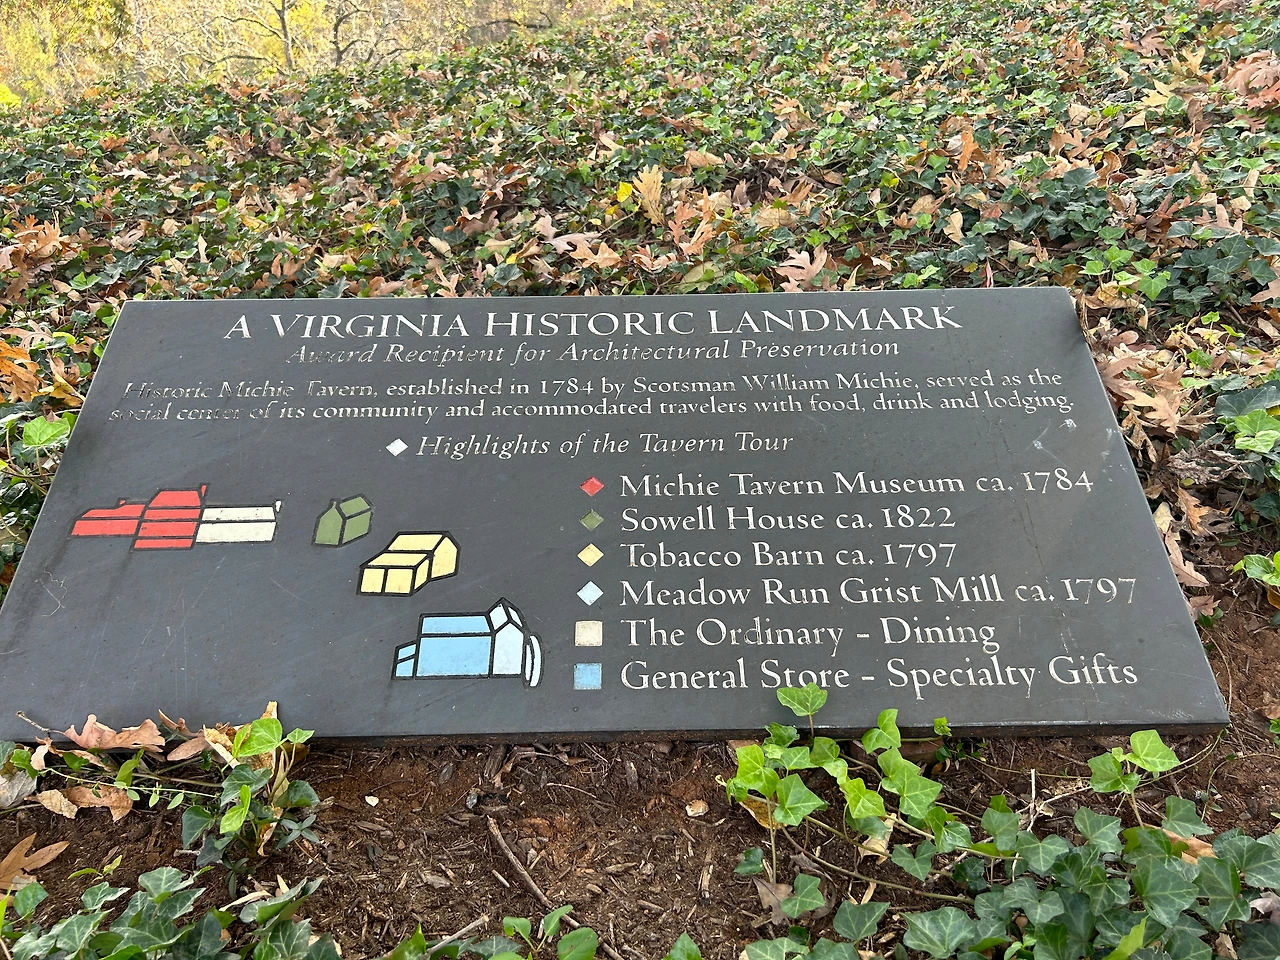 A VIRGINIA HISTORIC LANDMARK
Award Recipient for Architectural Preservation
Historic Michie Tavern, established in 1784 by Scotsman William Michie, served as the
social center of its community and accommodated travelers with food, drink and lodging.
Highlights of the Tavern Tour
Michie Tavern Museum ca. 1784
Sowell House ca. 1822
Tobacco Barn ca. 1797
Meadow Run Grist Mill ca. 1797
The Ordinary - Dining
General Store - Specialty Gifts